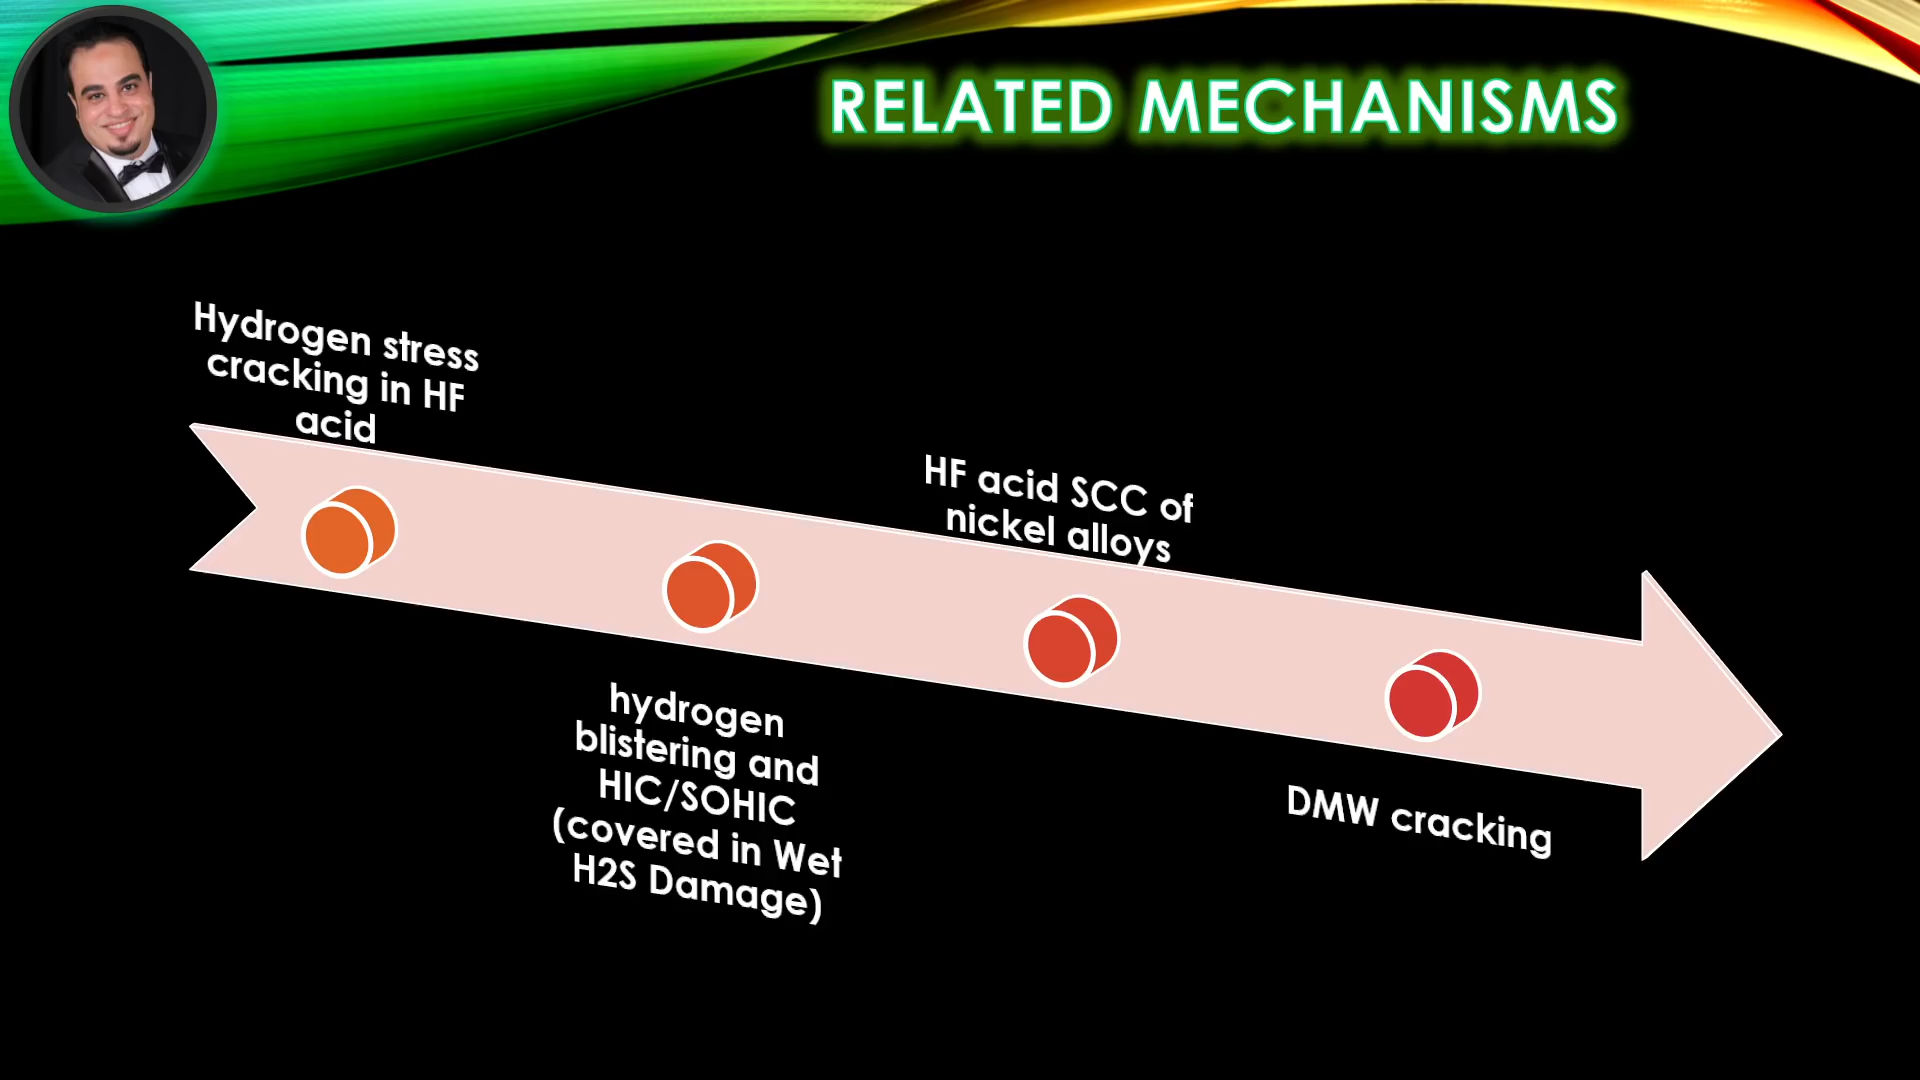 RELATED MECHANISMS
Hydrogen stress
cracking in HF
acid
hydrogen
blistering and
HIC/SOHIC
(covered in Wet
H2S Damage)
HF acid SCC of
nickel alloys
DMW cracking